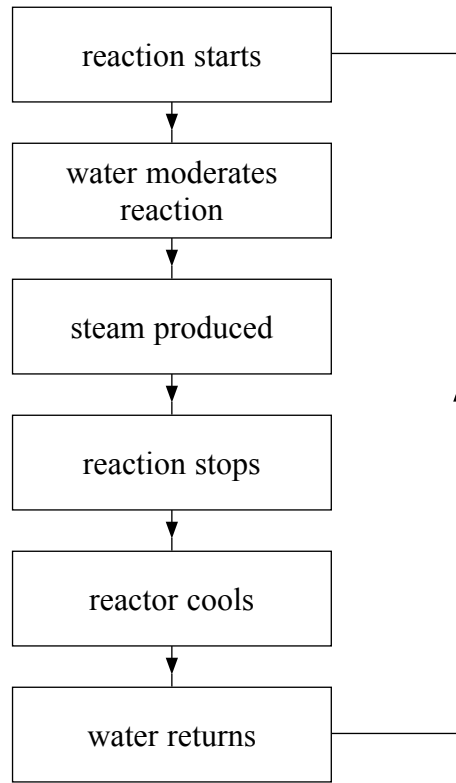 reaction starts
water moderates
reaction
steam produced
reaction stops
reactor cools
water returns